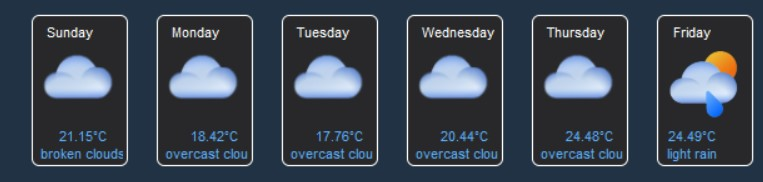 Sunday
21.15°C
broken clouds
Monday
18.42°C
overcast clou
Tuesday
17.76°C
overcast clou
Wednesday
20.44°C
overcast clou
Thursday
24.48°C
overcast clou
Friday
24.49°C
light rain